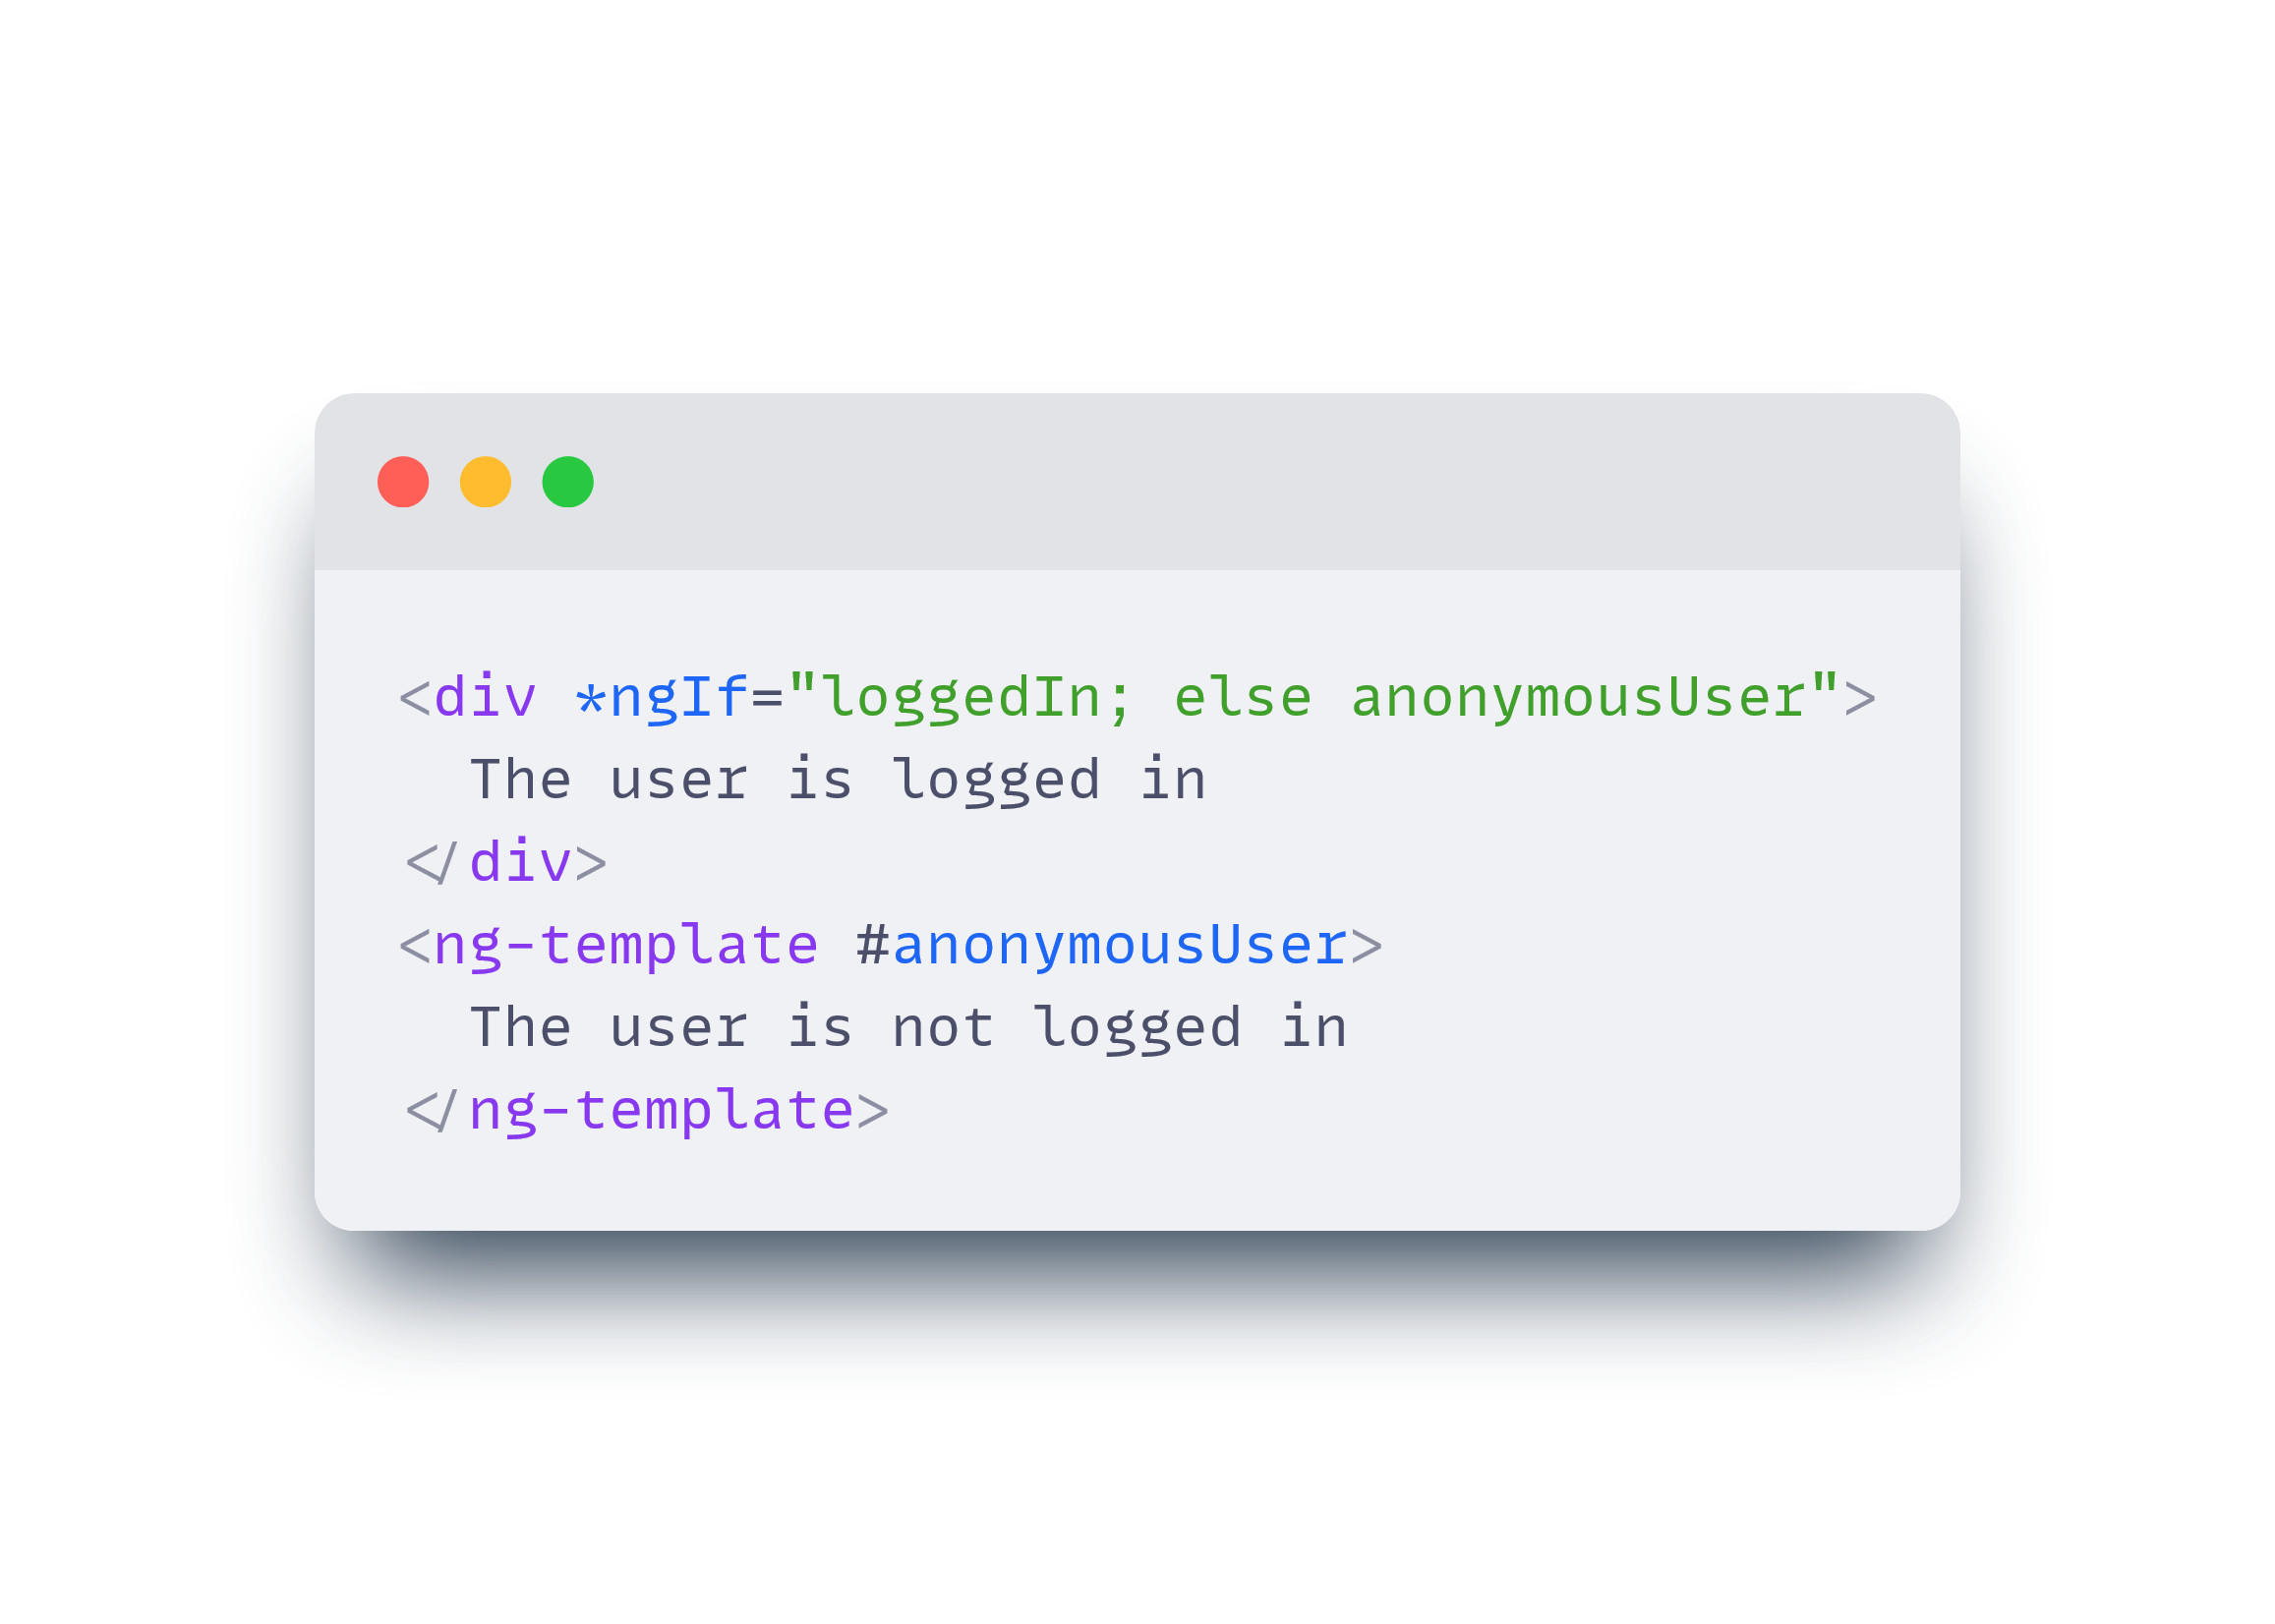 <div *ngIf="loggedIn; else anonymousUser">
  The user is logged in
</div>
<ng-template #anonymousUser>
  The user is not logged in
</ng-template>